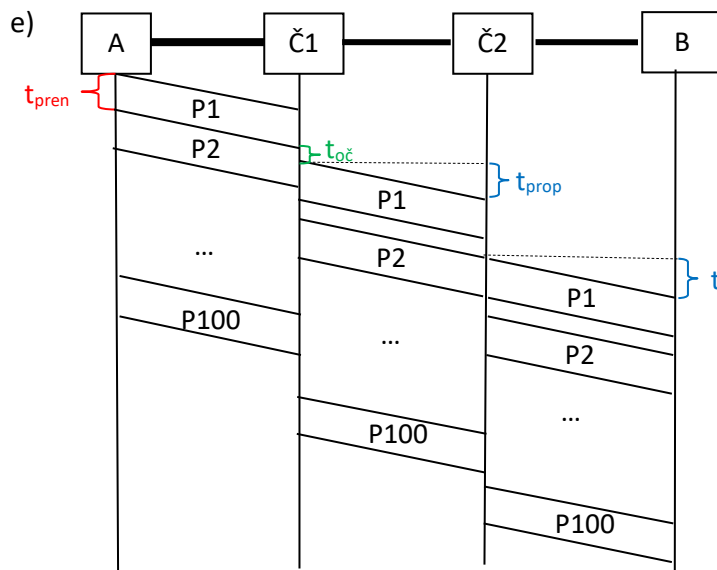 e)
A Č1 Č2 B
tpren
P1
toč
P2
tprop
P1
...
P2
t
P1
P100
...
P2
...
P100
P100